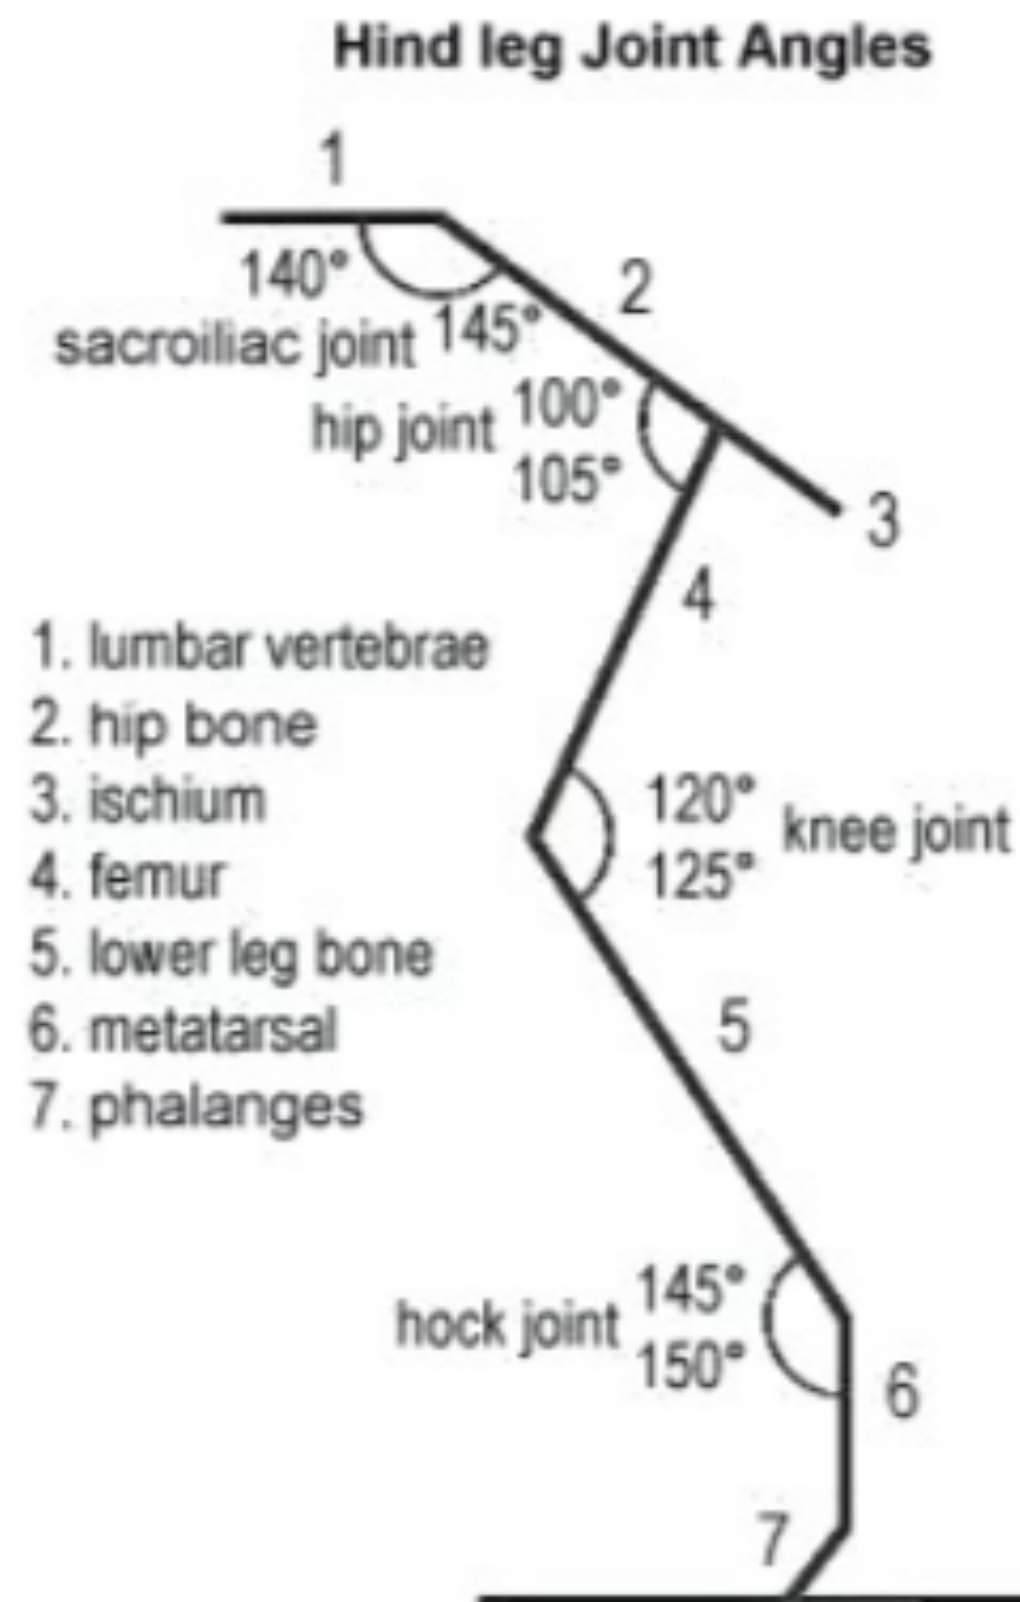 Hind leg Joint Angles
1
140°
2
sacroiliac joint 145°
hip joint 100°
105°
3
4
1. lumbar vertebrae
2. hip bone
3. ischium
4. femur
5. lower leg bone
6. metatarsal
7. phalanges
120° knee joint
125°
5
hock joint 145°
150°
6
7